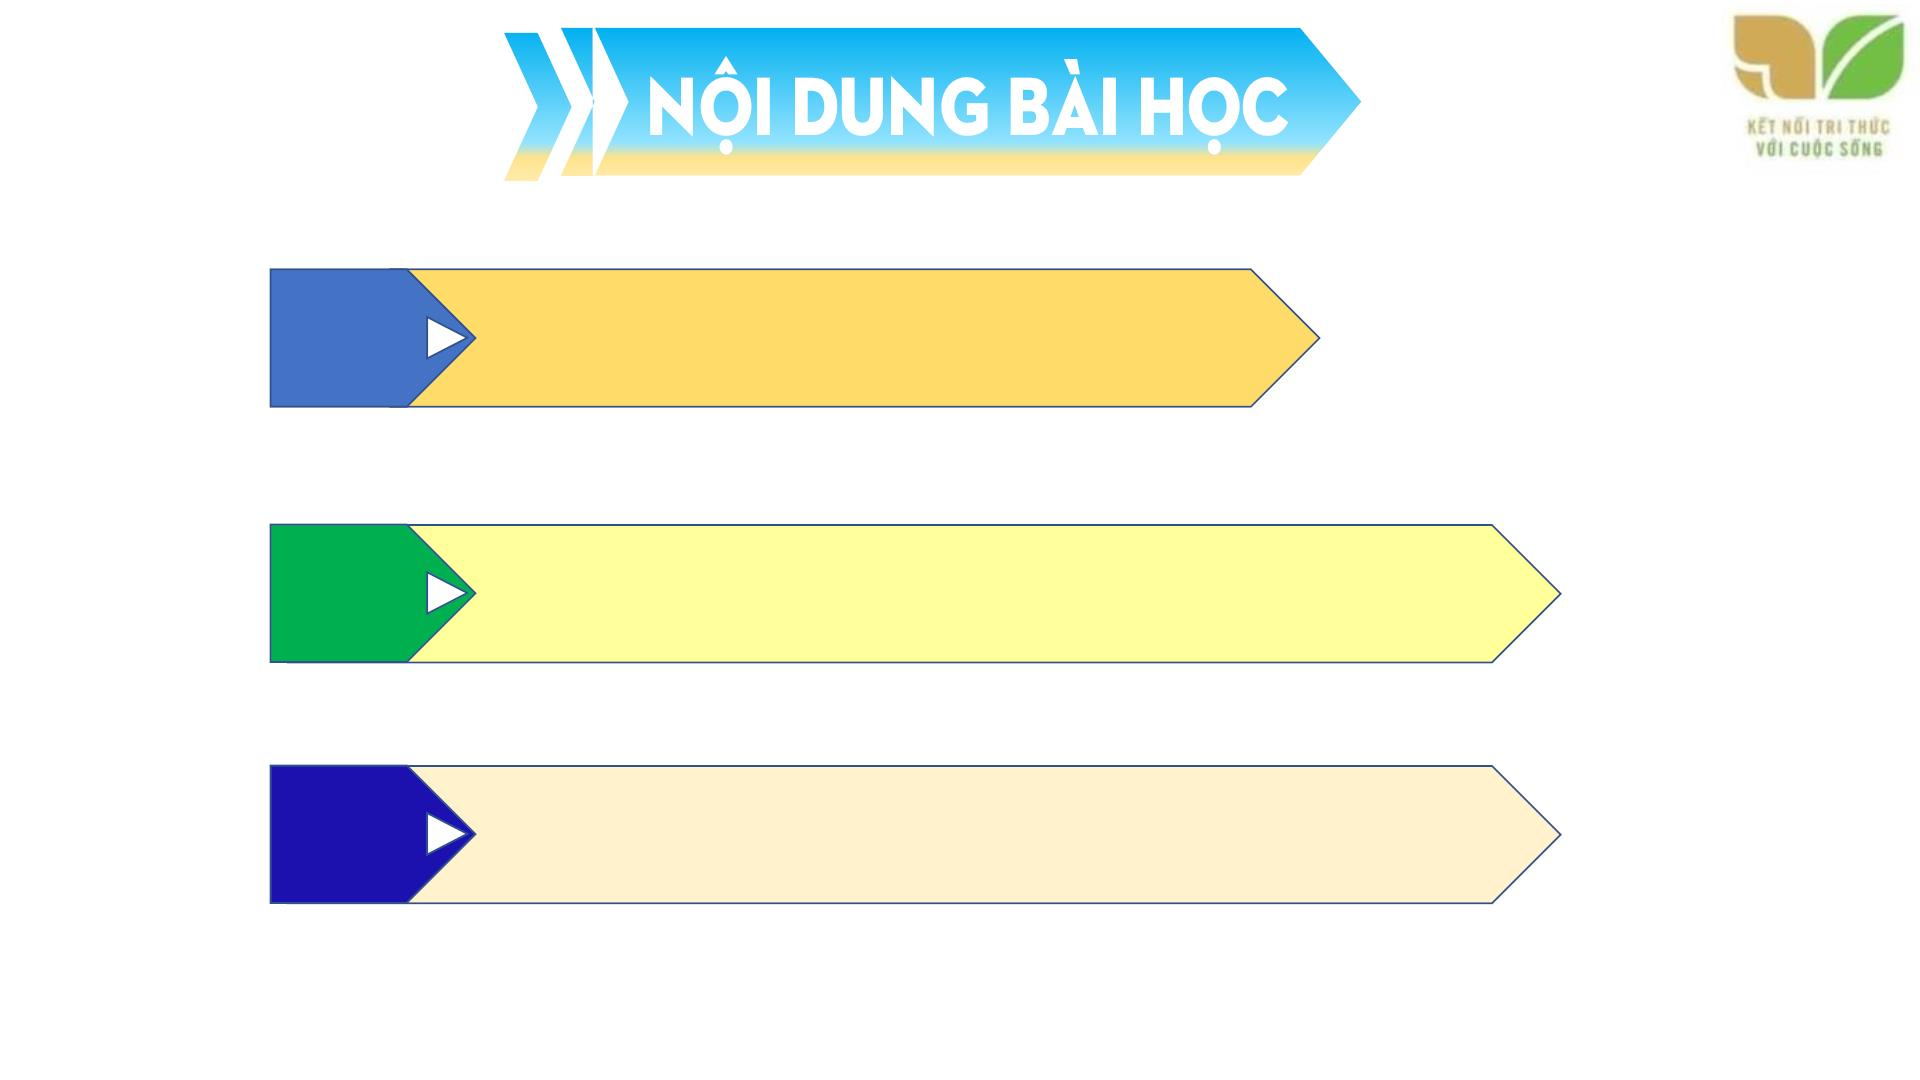 NỘI DUNG BÀI HỌC
KẾT NỐI TRI THỨC
VỚI CUỘC SỐNG